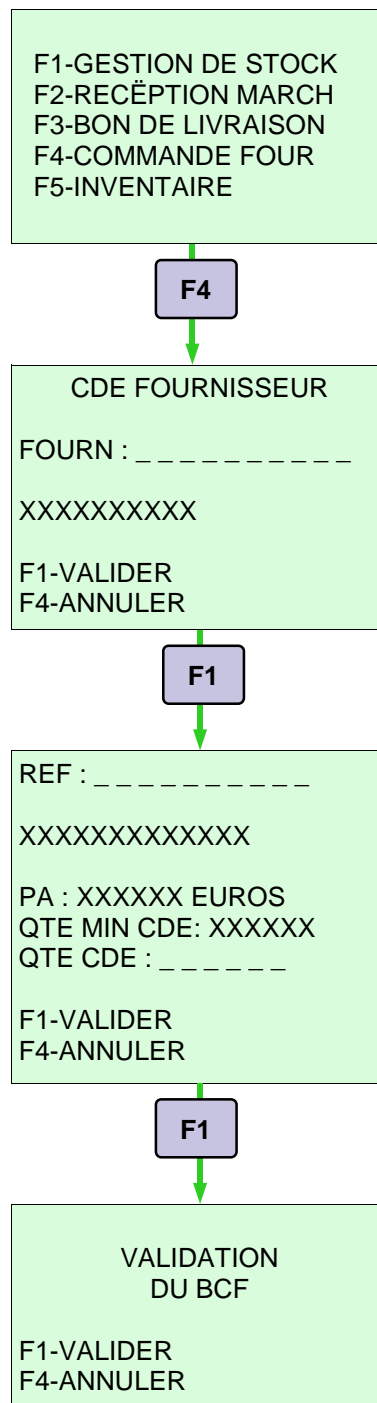 F1-GESTION DE STOCK
F2-RECËPTION MARCH
F3-BON DE LIVRAISON
F4-COMMANDE FOUR
F5-INVENTAIRE
F4
CDE FOURNISSEUR
FOURN : _ _ _ _ _ _ _ _ _ _
XXXXXXXXXX
F1-VALIDER
F4-ANNULER
F1
REF : _ _ _ _ _ _ _ _ _ _
XXXXXXXXXXXXX
PA : XXXXXX EUROS
QTE MIN CDE: XXXXXX
QTE CDE : _ _ _ _ _ _
F1-VALIDER
F4-ANNULER
F1
VALIDATION
DU BCF
F1-VALIDER
F4-ANNULER